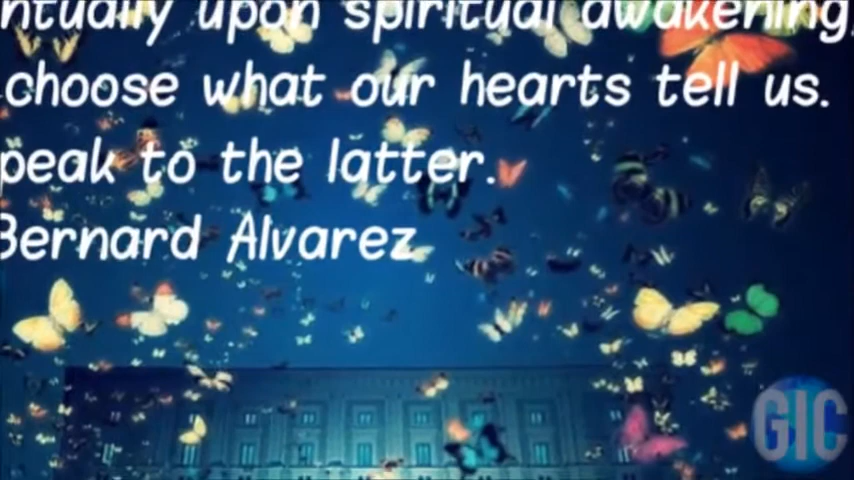 ntually upon spiritual awakening,
choose what our hearts tell us.
peak to the latter.
Bernard Alvarez
GIC